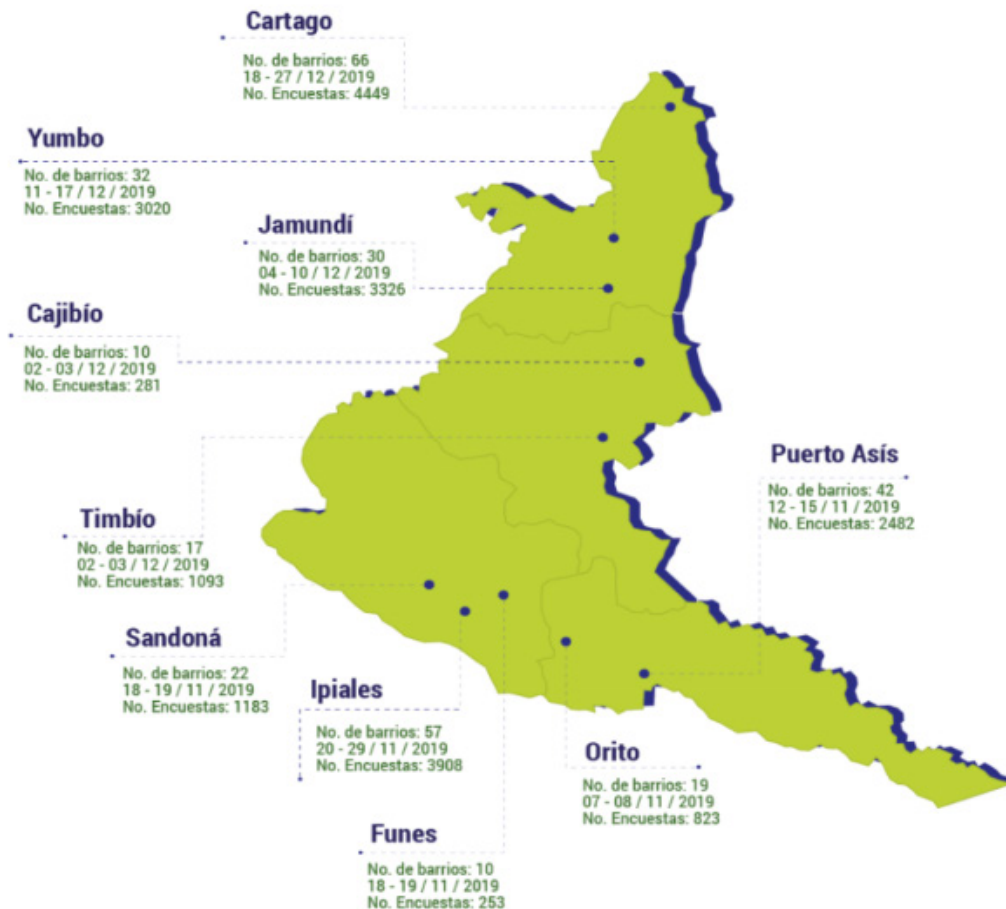 Cartago
No. de barrios: 66
18 - 27 / 12 / 2019
No. Encuestas: 4449
Yumbo
No. de barrios: 32
11 - 17 / 12 / 2019
No. Encuestas: 3020
Jamundí
No. de barrios: 30
04 - 10 / 12 / 2019
No. Encuestas: 3326
Cajibío
No. de barrios: 10
02 - 03 / 12 / 2019
No. Encuestas: 281
Puerto Asís
No. de barrios: 42
12 - 15 / 11 / 2019
No. Encuestas: 2482
Timbío
No. de barrios: 17
02 - 03 / 12 / 2019
No. Encuestas: 1093
Sandoná
No. de barrios: 22
18 - 19 / 11 / 2019
No. Encuestas: 1183
Ipiales
No. de barrios: 57
20 - 29 / 11 / 2019
No. Encuestas: 3908
Orito
No. de barrios: 19
07 - 08 / 11 / 2019
No. Encuestas: 823
Funes
No. de barrios: 10
18 - 19 / 11 / 2019
No. Encuestas: 253